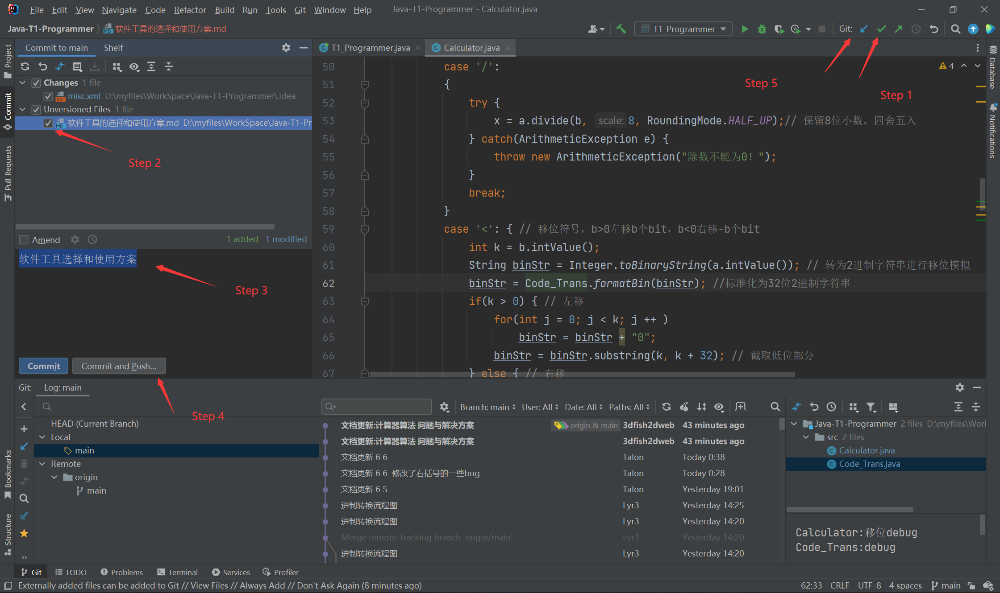 File Edit View Navigate Code Refactor Build Run Tools Git Window Help Java-T1-Programmer - Calculator.java
Java-T1-Programmer 软件工具的选择和使用方案.md T1_Programmer Git:
Project
Commit
Pull Requests
Bookmarks
Structure
Commit to main Shelf
Changes 1 file
misc.xml D:\myfiles\WorkSpace\Java-T1-Programmer\.idea
Unversioned Files 1 file
软件工具的选择和使用方案.md D:\myfiles\WorkSpace\Java-T1-Pr
Step 2
Amend 1 added 1 modified
软件工具选择和使用方案
Step 3
Commit Commit and Push...
Step 4
T1_Programmer.java Calculator.java
4
Step 5
Step 1
50 case '/':
51 {
52 try {
53 x = a.divide(b, scale: 8, RoundingMode.HALF_UP);// 保留8位小数，四舍五入
54 } catch(ArithmeticException e) {
55 throw new ArithmeticException("除数不能为0！");
56 }
57 break;
58 }
59 case '<': { // 移位符号，b>0左移b个bit，b<0右移-b个bit
60 int k = b.intValue();
61 String binStr = Integer.toBinaryString(a.intValue()); // 转为2进制字符串进行移位模拟
62 binStr = Code_Trans.formatBin(binStr); //标准化为32位2进制字符串
63 if(k > 0) { // 左移
64 for(int j = 0; j < k; j ++ )
65 binStr = binStr + "0";
66 binStr = binStr.substring(k, k + 32); // 截取低位部分
67 } else { // 右移
Database
Notifications
Git: Log: main
HEAD (Current Branch)
Local
main
Remote
origin
main
Branch: main User: All Date: All Paths: All
文档更新:计算器算法 问题与解决方案 origin & main 3dfish2dweb 43 minutes ago
文档更新:计算器算法 问题与解决方案 3dfish2dweb 43 minutes ago
文档更新 6 6 Talon Today 0:38
文档更新 6 6 修改了右括号的一些bug Talon Today 0:28
文档更新 6 5 Talon Yesterday 19:01
进制转换流程图 Lyr3 Yesterday 14:25
进制转换流程图 Lyr3 Yesterday 14:20
Merge remote-tracking branch 'origin/main' Lyr3 Yesterday 14:20
进制转换流程图 Lyr3 Yesterday 14:20
Java-T1-Programmer 2 files D:\myfiles\Wor
src 2 files
Calculator.java
Code_Trans.java
Calculator:移位debug
Code_Trans:debug
Git TODO Problems Terminal Services Profiler
Externally added files can be added to Git // View Files // Always Add // Don't Ask Again (8 minutes ago) 62:33 CRLF UTF-8 4 spaces main